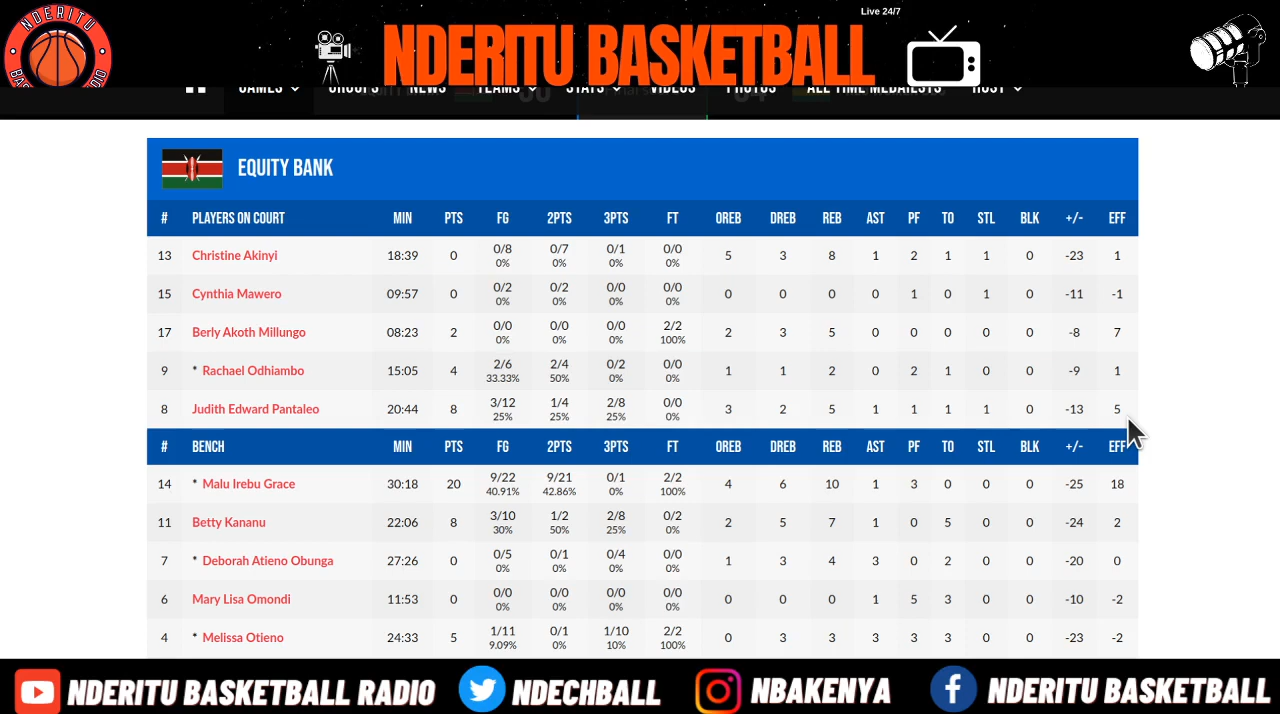 Live 24/7
NDERITU
NDERITU BASKETBALL
GAMES GROUPS NEWS TEAMS STATS VIDEOS PHOTOS ALL TIME MEDALISTS HOST
EQUITY BANK
# PLAYERS ON COURT MIN PTS FG 2PTS 3PTS FT OREB DREB REB AST PF TO STL BLK +/- EFF
13 Christine Akinyi 18:39 0 0/8 0/7 0/1 0/0 5 3 8 1 2 1 1 0 -23 1
0% 0% 0% 0%
15 Cynthia Mawero 09:57 0 0/2 0/2 0/0 0/0 0 0 0 0 1 0 1 0 -11 -1
0% 0% 0% 0%
17 Berly Akoth Millungo 08:23 2 0/0 0/0 0/0 2/2 2 3 5 0 0 0 0 0 -8 7
0% 0% 0% 100%
9 * Rachael Odhiambo 15:05 4 2/6 2/4 0/2 0/0 1 1 2 0 2 1 0 0 -9 1
33.33% 50% 0% 0%
8 Judith Edward Pantaleo 20:44 8 3/12 1/4 2/8 0/0 3 2 5 1 1 1 1 0 -13 5
25% 25% 25% 0%
# BENCH MIN PTS FG 2PTS 3PTS FT OREB DREB REB AST PF TO STL BLK +/- EFF
14 * Malu Irebu Grace 30:18 20 9/22 9/21 0/1 2/2 4 6 10 1 3 0 0 0 -25 18
40.91% 42.86% 0% 100%
11 Betty Kananu 22:06 8 3/10 1/2 2/8 0/2 2 5 7 1 0 5 0 0 -24 2
30% 50% 25% 0%
7 * Deborah Atieno Obunga 27:26 0 0/5 0/1 0/4 0/0 1 3 4 3 0 2 0 0 -20 0
0% 0% 0% 0%
6 Mary Lisa Omondi 11:53 0 0/0 0/0 0/0 0/0 0 0 0 1 5 3 0 0 -10 -2
0% 0% 0% 0%
4 * Melissa Otieno 24:33 5 1/11 0/1 1/10 2/2 0 3 3 3 3 3 0 0 -23 -2
9.09% 0% 10% 100%
NDERITU BASKETBALL RADIO NDECHBALL NBAKENYA NDERITU BASKETBALL